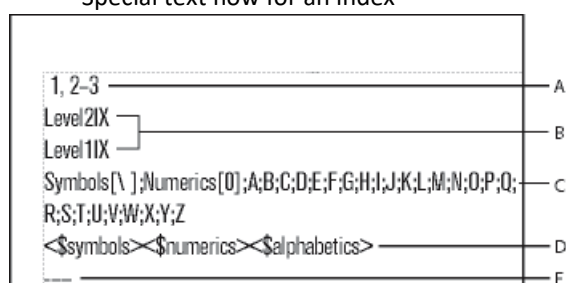 Special text flow for an index
1, 2–3
A
Level2IX
B
Level1IX
Symbols[\ ];Numerics[0];A;B;C;D;E;F;G;H;I;J;K;L;M;N;O;P;Q;
C
R;S;T;U;V;W;X;Y;Z
<$symbols><$numerics><$alphabetics>
D
---
E